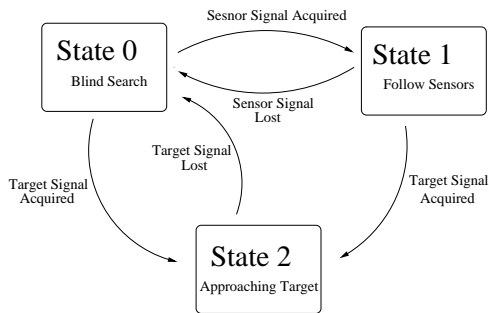 Sesnor Signal Acquired
State 0
Blind Search
State 1
Follow Sensors
Sensor Signal
Lost
Target Signal
Lost
Target Signal
Acquired
Target Signal
Acquired
State 2
Approaching Target